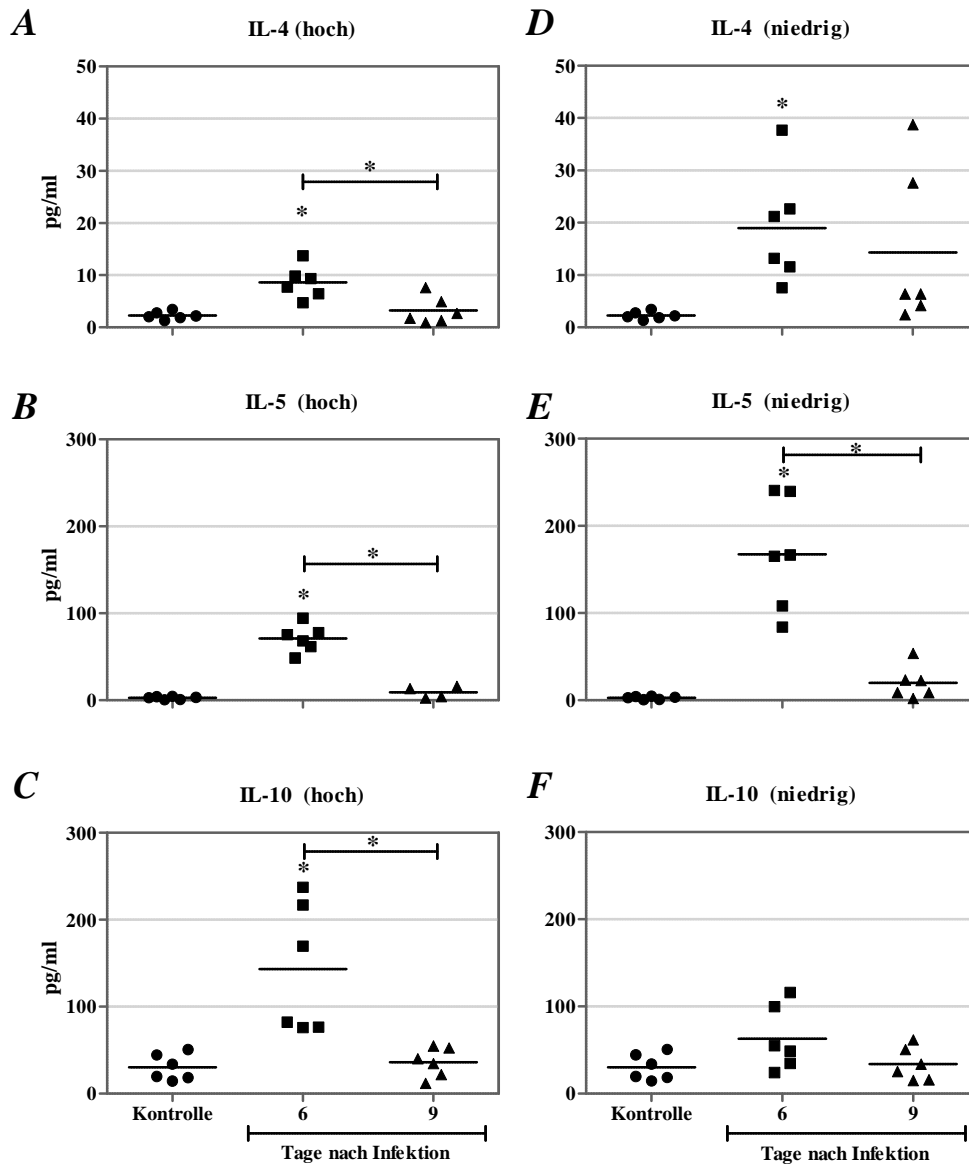 A
IL-4 (hoch)
50
40
30
20
10
0
pg/ml
*
*
D
IL-4 (niedrig)
50
40
30
20
10
0
*
B
IL-5 (hoch)
300
200
100
0
pg/ml
*
*
E
IL-5 (niedrig)
300
200
100
0
*
*
C
IL-10 (hoch)
300
200
100
0
pg/ml
*
*
Kontrolle 6 9
Tage nach Infektion
F
IL-10 (niedrig)
300
200
100
0
Kontrolle 6 9
Tage nach Infektion